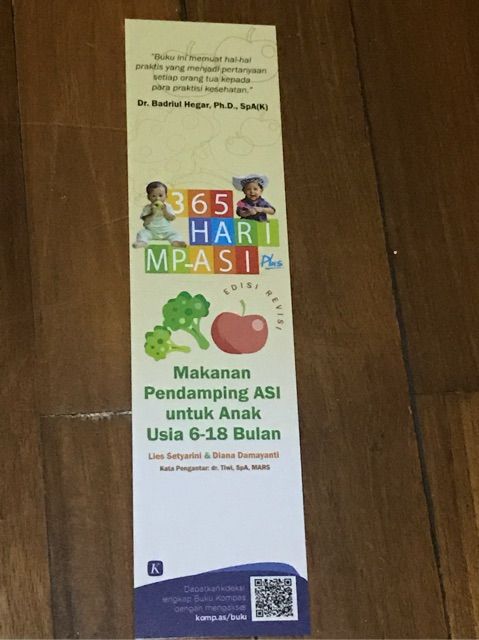 "Buku ini memuat hal-hal
praktis yang menjadi pertanyaan
setiap orang tua kepada
para praktisi kesehatan."
Dr. Badriul Hegar, Ph.D., SpA(K)
365
HARI
MP-ASI Plus
EDISI REVISI
Makanan
Pendamping ASI
untuk Anak
Usia 6-18 Bulan
Lies Setyarini & Diana Damayanti
Kata Pengantar: dr. Tiwi, SpA, MARS
K
Dapatkan koleksi
lengkap Buku Kompas
dengan mengakses
komp.as/buku